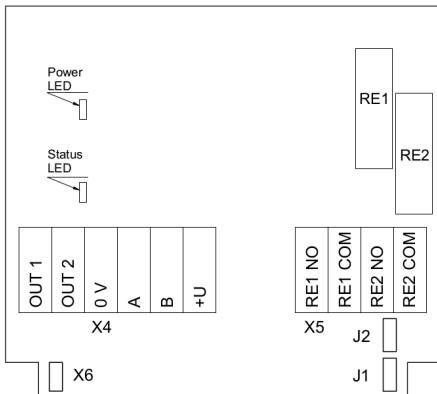 Power
LED
RE1
RE2
Status
LED
OUT 1
OUT 2
0 V
A
B
+U
RE1 NO
RE1 COM
RE2 NO
RE2 COM
X4
X5
J2
X6
J1